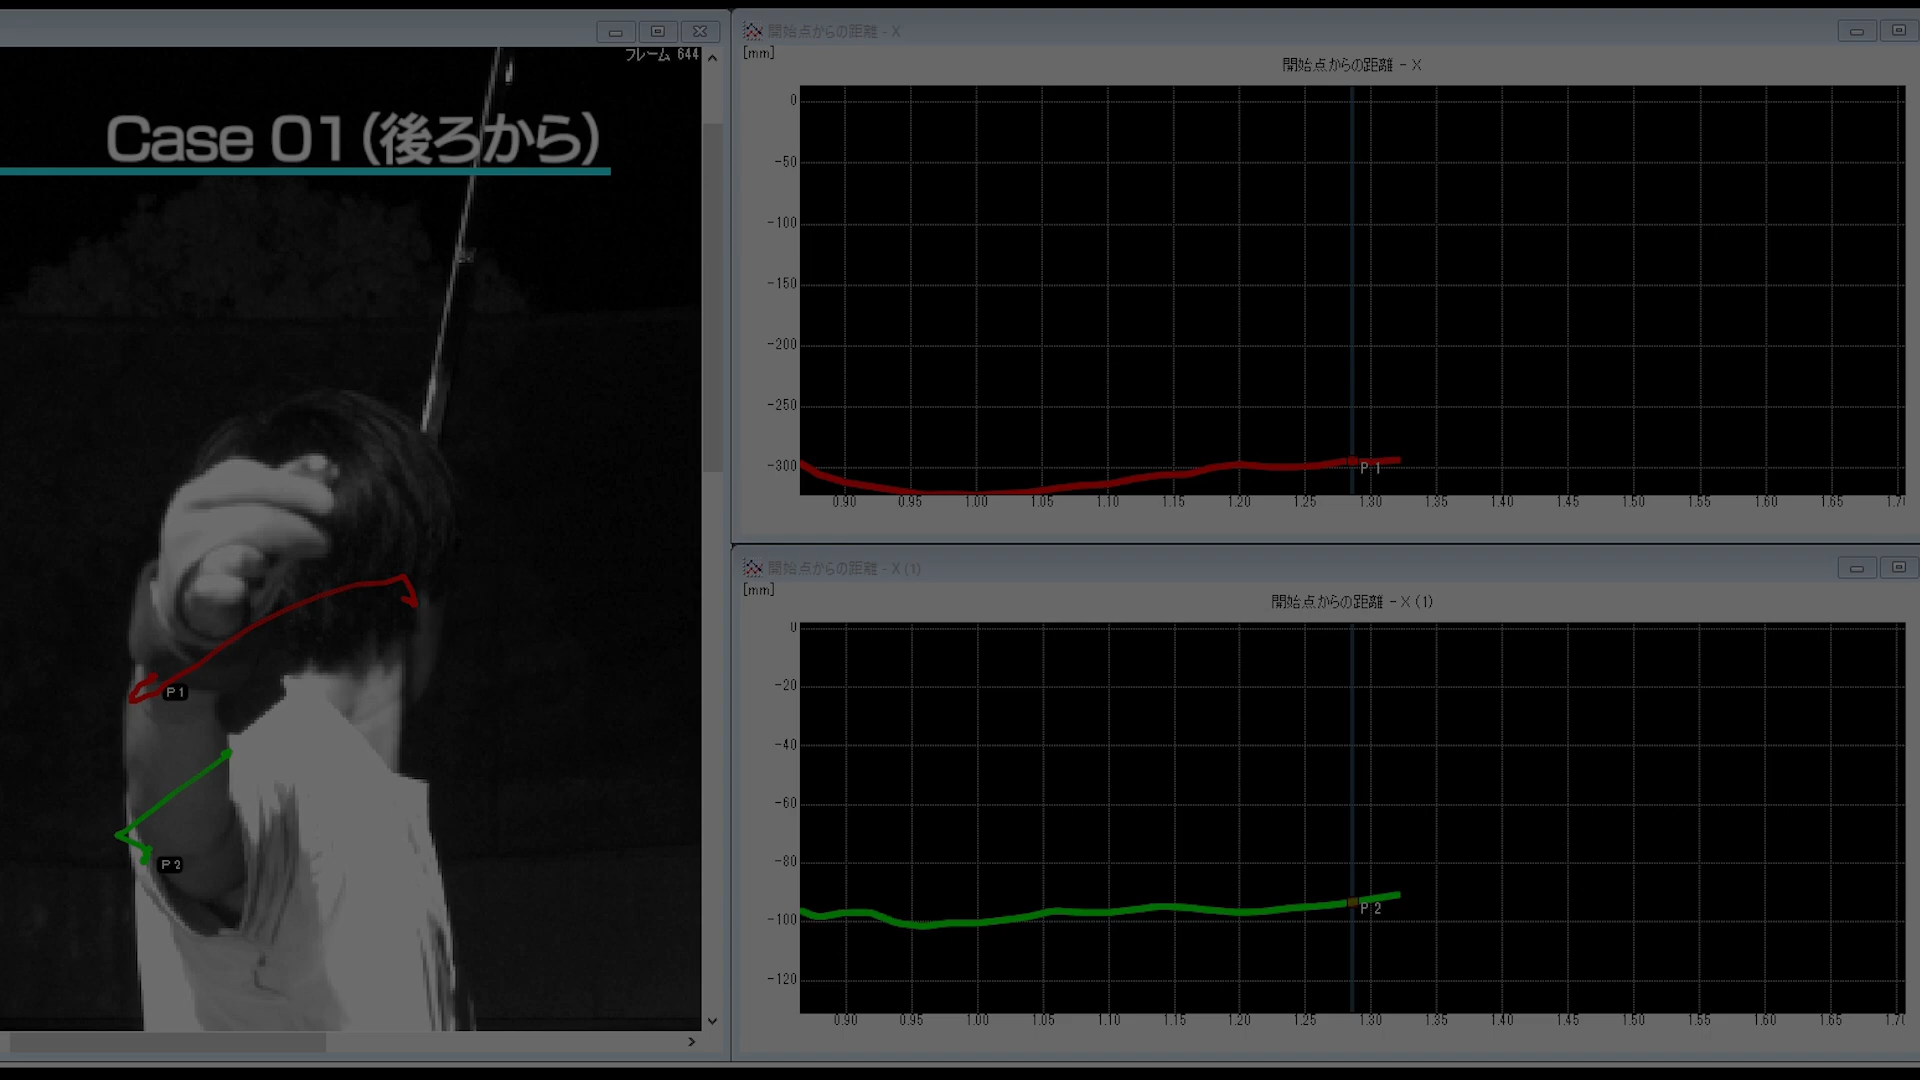 フレーム 644
Case 01(後ろから)
P1
P2
開始点からの距離 - X
[mm]
開始点からの距離 - X
0
-50
-100
-150
-200
-250
-300
P 1
0.90 0.95 1.00 1.05 1.10 1.15 1.20 1.25 1.30 1.35 1.40 1.45 1.50 1.55 1.60 1.65 1.70
開始点からの距離 - X (1)
[mm]
開始点からの距離 - X (1)
0
-20
-40
-60
-80
-100
-120
P 2
0.90 0.95 1.00 1.05 1.10 1.15 1.20 1.25 1.30 1.35 1.40 1.45 1.50 1.55 1.60 1.65 1.70